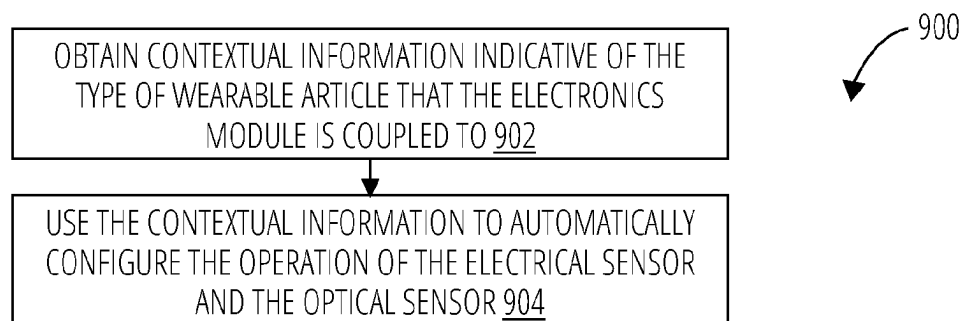 900
OBTAIN CONTEXTUAL INFORMATION INDICATIVE OF THE
TYPE OF WEARABLE ARTICLE THAT THE ELECTRONICS
MODULE IS COUPLED TO 902
USE THE CONTEXTUAL INFORMATION TO AUTOMATICALLY
CONFIGURE THE OPERATION OF THE ELECTRICAL SENSOR
AND THE OPTICAL SENSOR 904